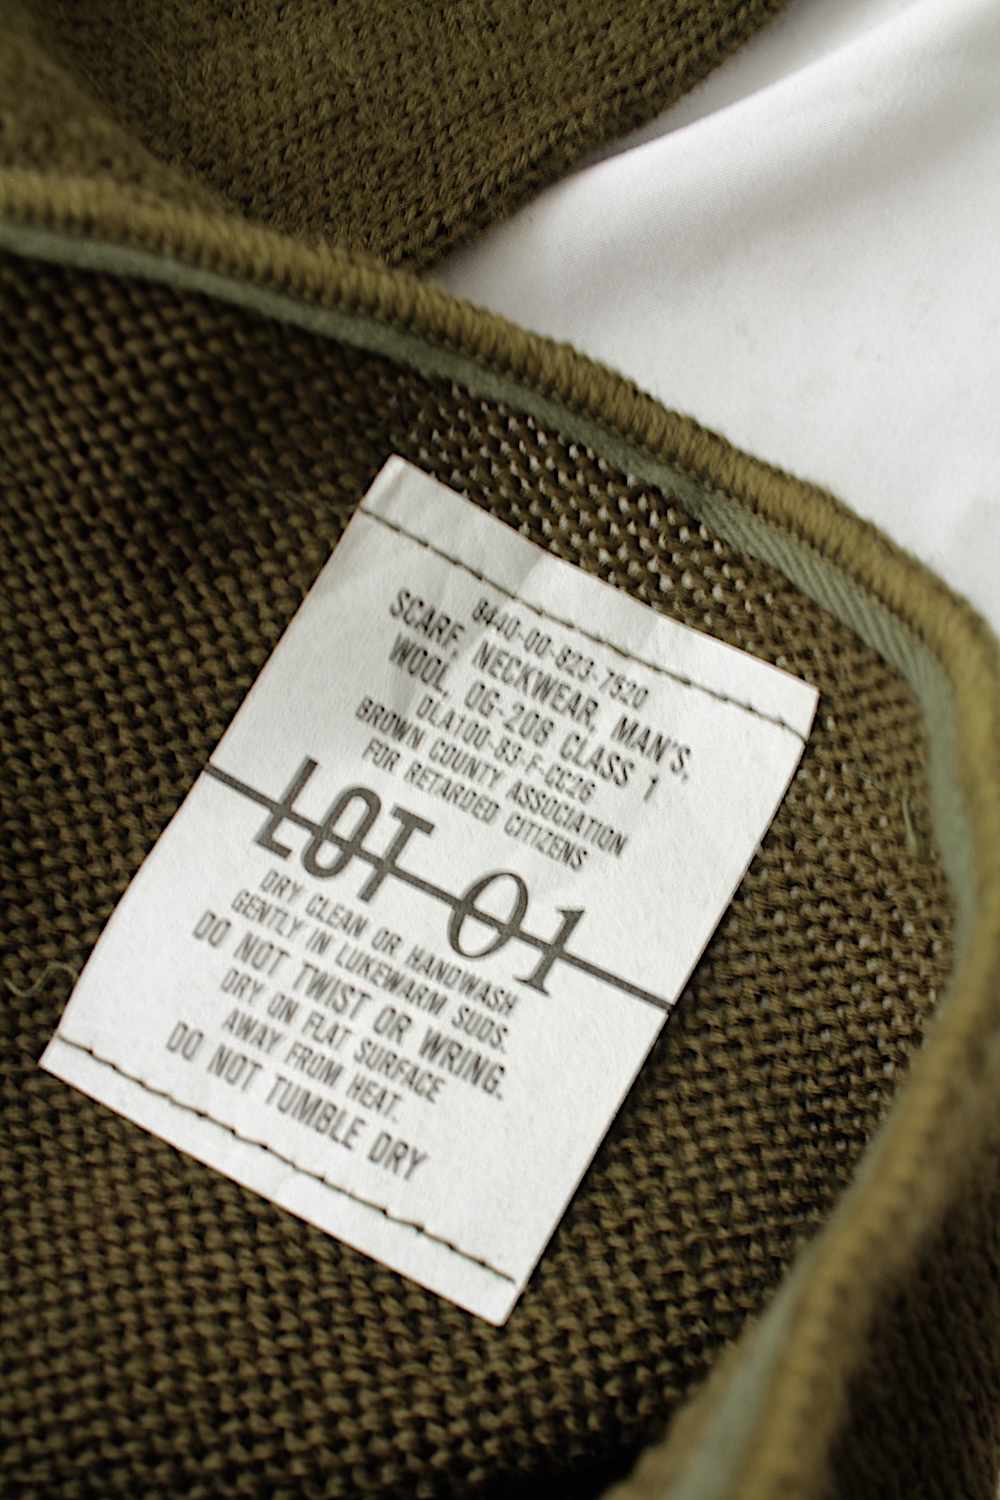 8440-00-823-7520
SCARF, NECKWEAR, MAN'S,
WOOL, OG-208 CLASS 1
DLA100-83-F-CC26
BROWN COUNTY ASSOCIATION
FOR RETARDED CITIZENS
LOT 01
DRY CLEAN OR HANDWASH
GENTLY IN LUKEWARM SUDS.
DO NOT TWIST OR WRING.
DRY ON FLAT SURFACE
AWAY FROM HEAT.
DO NOT TUMBLE DRY